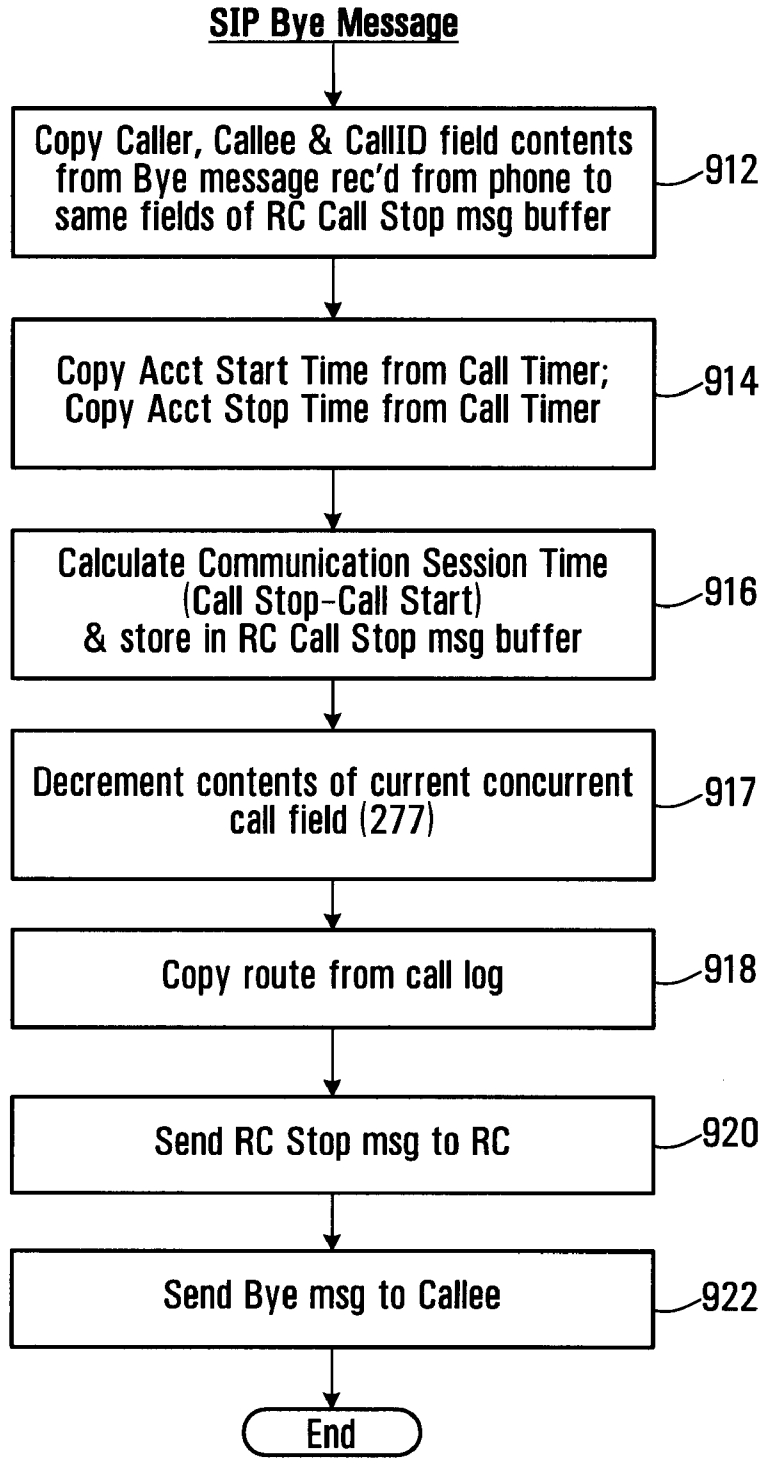 SIP Bye Message
Copy Caller, Callee & CallID field contents
from Bye message rec'd from phone to
same fields of RC Call Stop msg buffer
912
Copy Acct Start Time from Call Timer;
Copy Acct Stop Time from Call Timer
914
Calculate Communication Session Time
(Call Stop-Call Start)
& store in RC Call Stop msg buffer
916
Decrement contents of current concurrent
call field (277)
917
Copy route from call log
918
Send RC Stop msg to RC
920
Send Bye msg to Callee
922
End